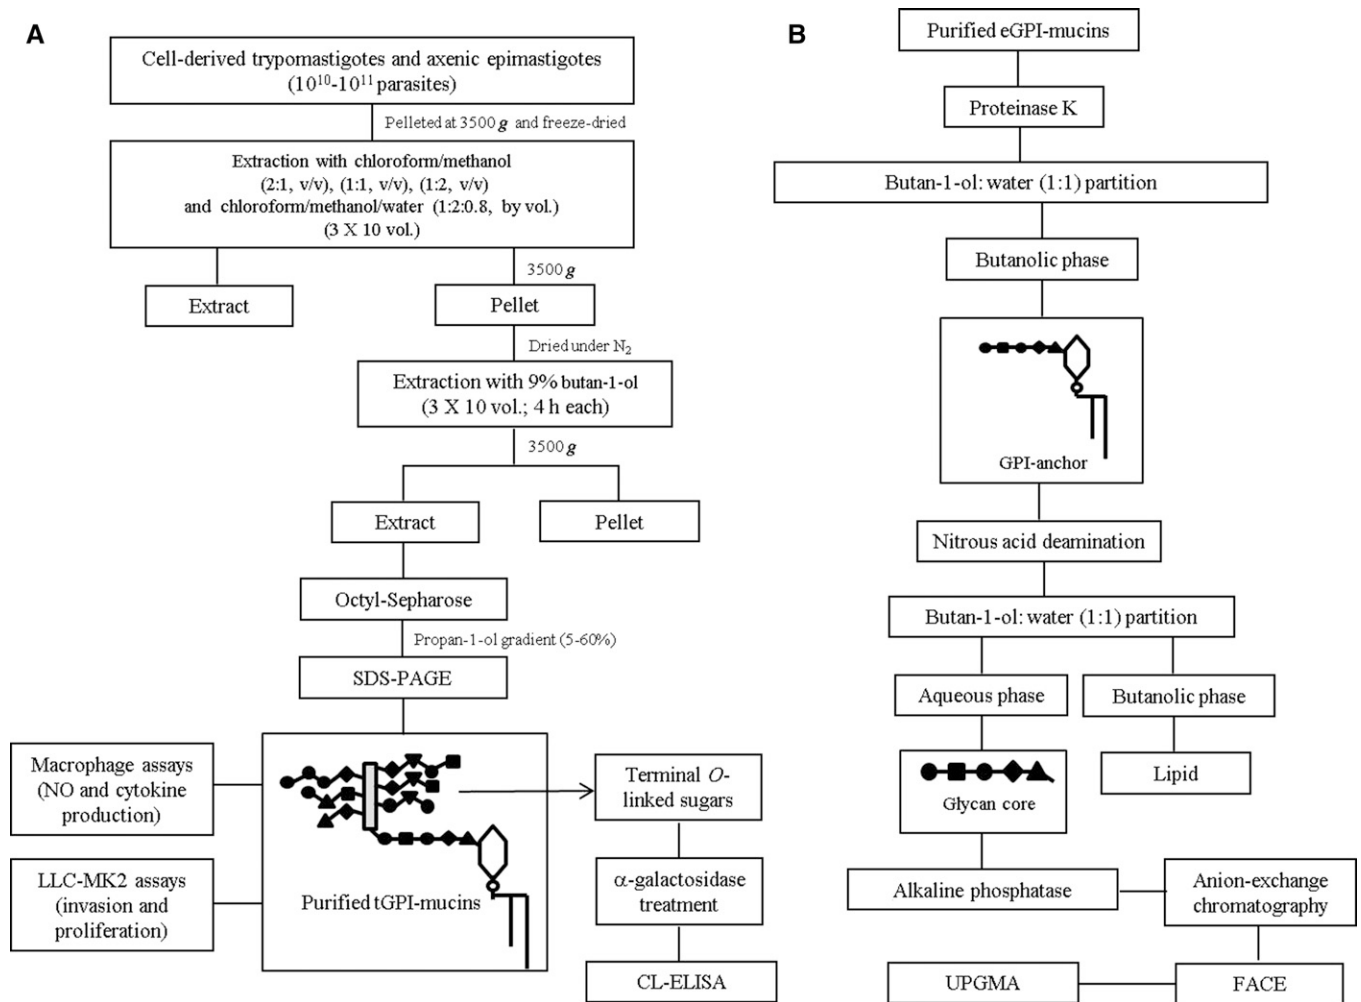 A
Cell-derived trypomastigotes and axenic epimastigotes
(10¹⁰-10¹¹ parasites)
Pelleted at 3500 g and freeze-dried
Extraction with chloroform/methanol
(2:1, v/v), (1:1, v/v), (1:2, v/v)
and chloroform/methanol/water (1:2:0.8, by vol.)
(3 X 10 vol.)
3500 g
Extract
Pellet
Dried under N₂
Extraction with 9% butan-1-ol
(3 X 10 vol.; 4 h each)
3500 g
Extract
Pellet
Octyl-Sepharose
Propan-1-ol gradient (5-60%)
SDS-PAGE
Macrophage assays
(NO and cytokine
production)
LLC-MK2 assays
(invasion and
proliferation)
Purified tGPI-mucins
Terminal O-
linked sugars
α-galactosidase
treatment
CL-ELISA
B
Purified eGPI-mucins
Proteinase K
Butan-1-ol: water (1:1) partition
Butanolic phase
GPI-anchor
Nitrous acid deamination
Butan-1-ol: water (1:1) partition
Aqueous phase
Butanolic phase
Glycan core
Lipid
Alkaline phosphatase
Anion-exchange
chromatography
UPGMA
FACE